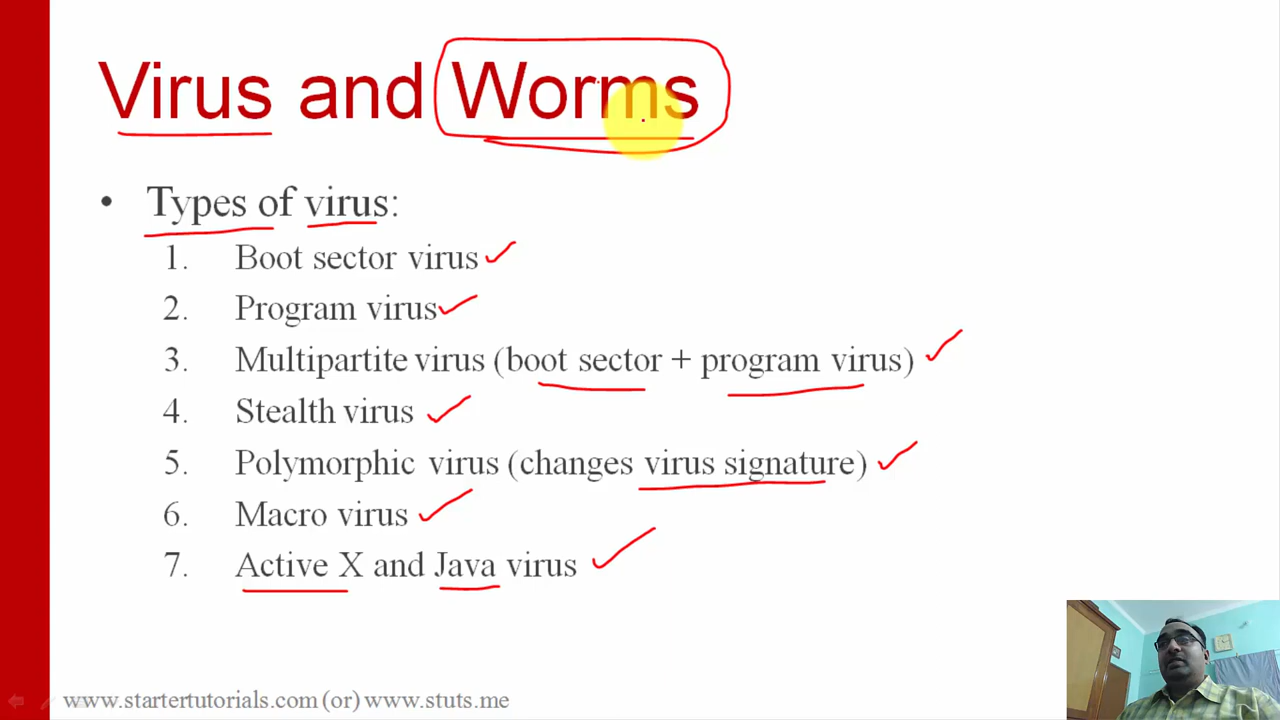 Virus and Worms
• Types of virus:
1. Boot sector virus
2. Program virus
3. Multipartite virus (boot sector + program virus)
4. Stealth virus
5. Polymorphic virus (changes virus signature)
6. Macro virus
7. Active X and Java virus
www.startertutorials.com (or) www.stuts.me